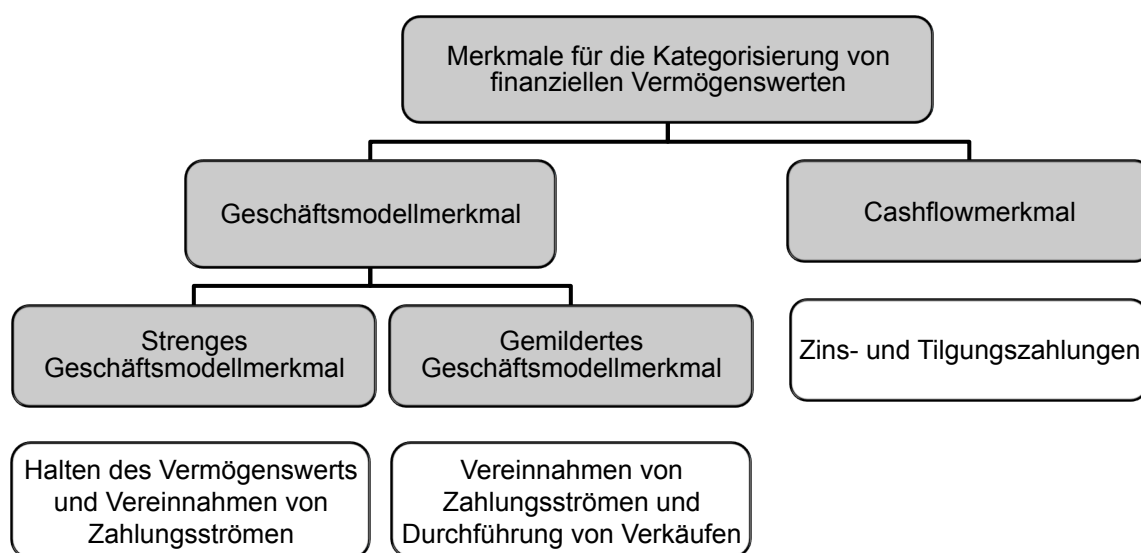 Merkmale für die Kategorisierung von
finanziellen Vermögenswerten
Geschäftsmodellmerkmal
Cashflowmerkmal
Strenges
Geschäftsmodellmerkmal
Gemildertes
Geschäftsmodellmerkmal
Zins- und Tilgungszahlungen
Halten des Vermögenswerts
und Vereinnahmen von
Zahlungsströmen
Vereinnahmen von
Zahlungsströmen und
Durchführung von Verkäufen